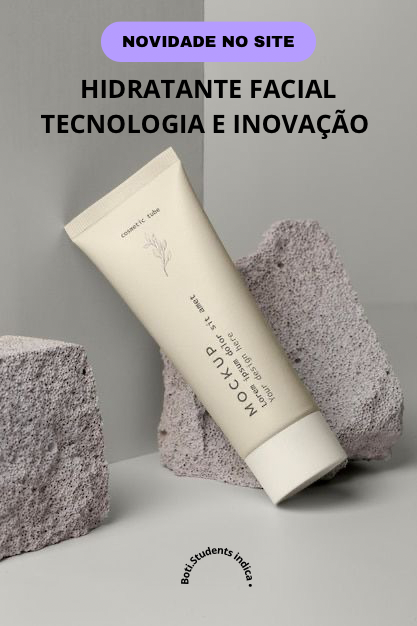 NOVIDADE NO SITE
HIDRATANTE FACIAL
TECNOLOGIA E INOVAÇÃO
cosmetic tube
MOCKUP
Lorem ipsum dolor sit amet
Your design here
Boti.Students indica •